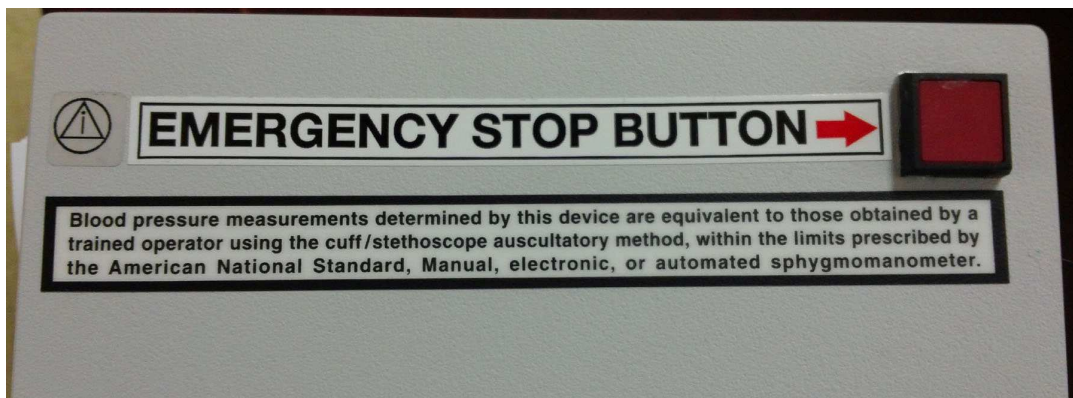 i
EMERGENCY STOP BUTTON
Blood pressure measurements determined by this device are equivalent to those obtained by a
trained operator using the cuff/stethoscope auscultatory method, within the limits prescribed by
the American National Standard, Manual, electronic, or automated sphygmomanometer.